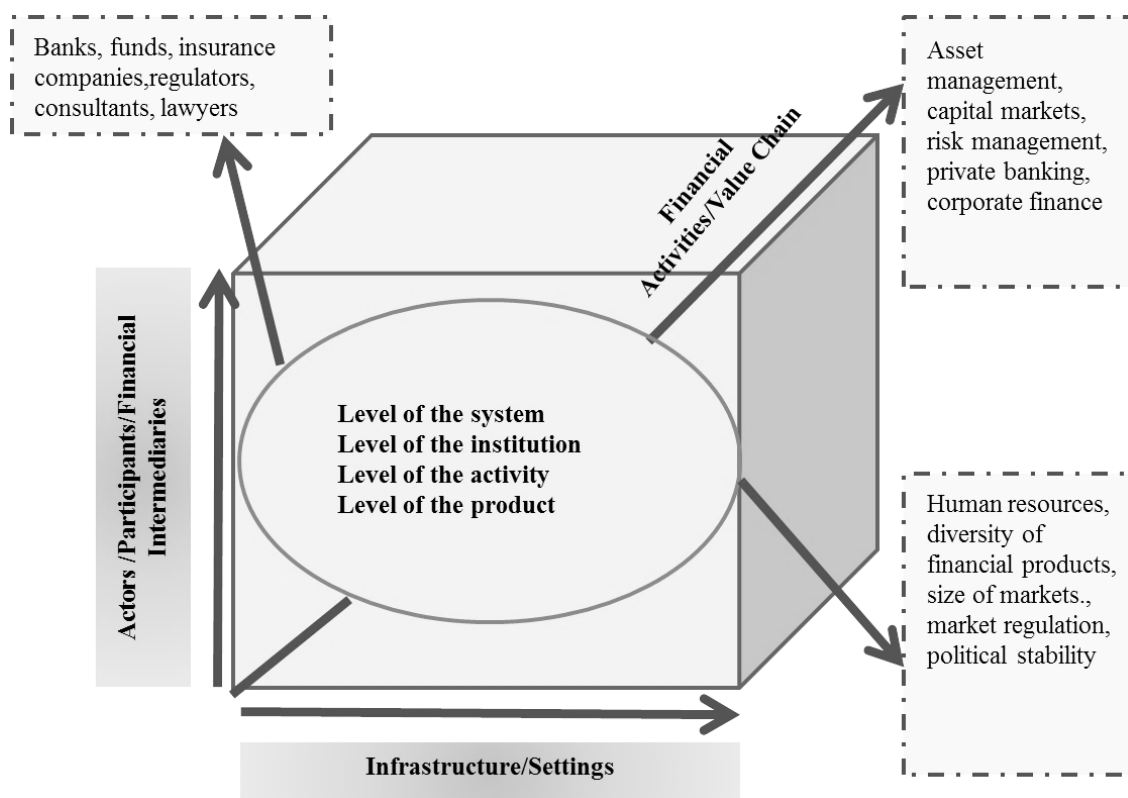 Banks, funds, insurance
companies,regulators,
consultants, lawyers
Asset
management,
capital markets,
risk management,
private banking,
corporate finance
Financial
Activities/Value Chain
Actors /Participants/Financial
Intermediaries
Level of the system
Level of the institution
Level of the activity
Level of the product
Human resources,
diversity of
financial products,
size of markets.,
market regulation,
political stability
Infrastructure/Settings